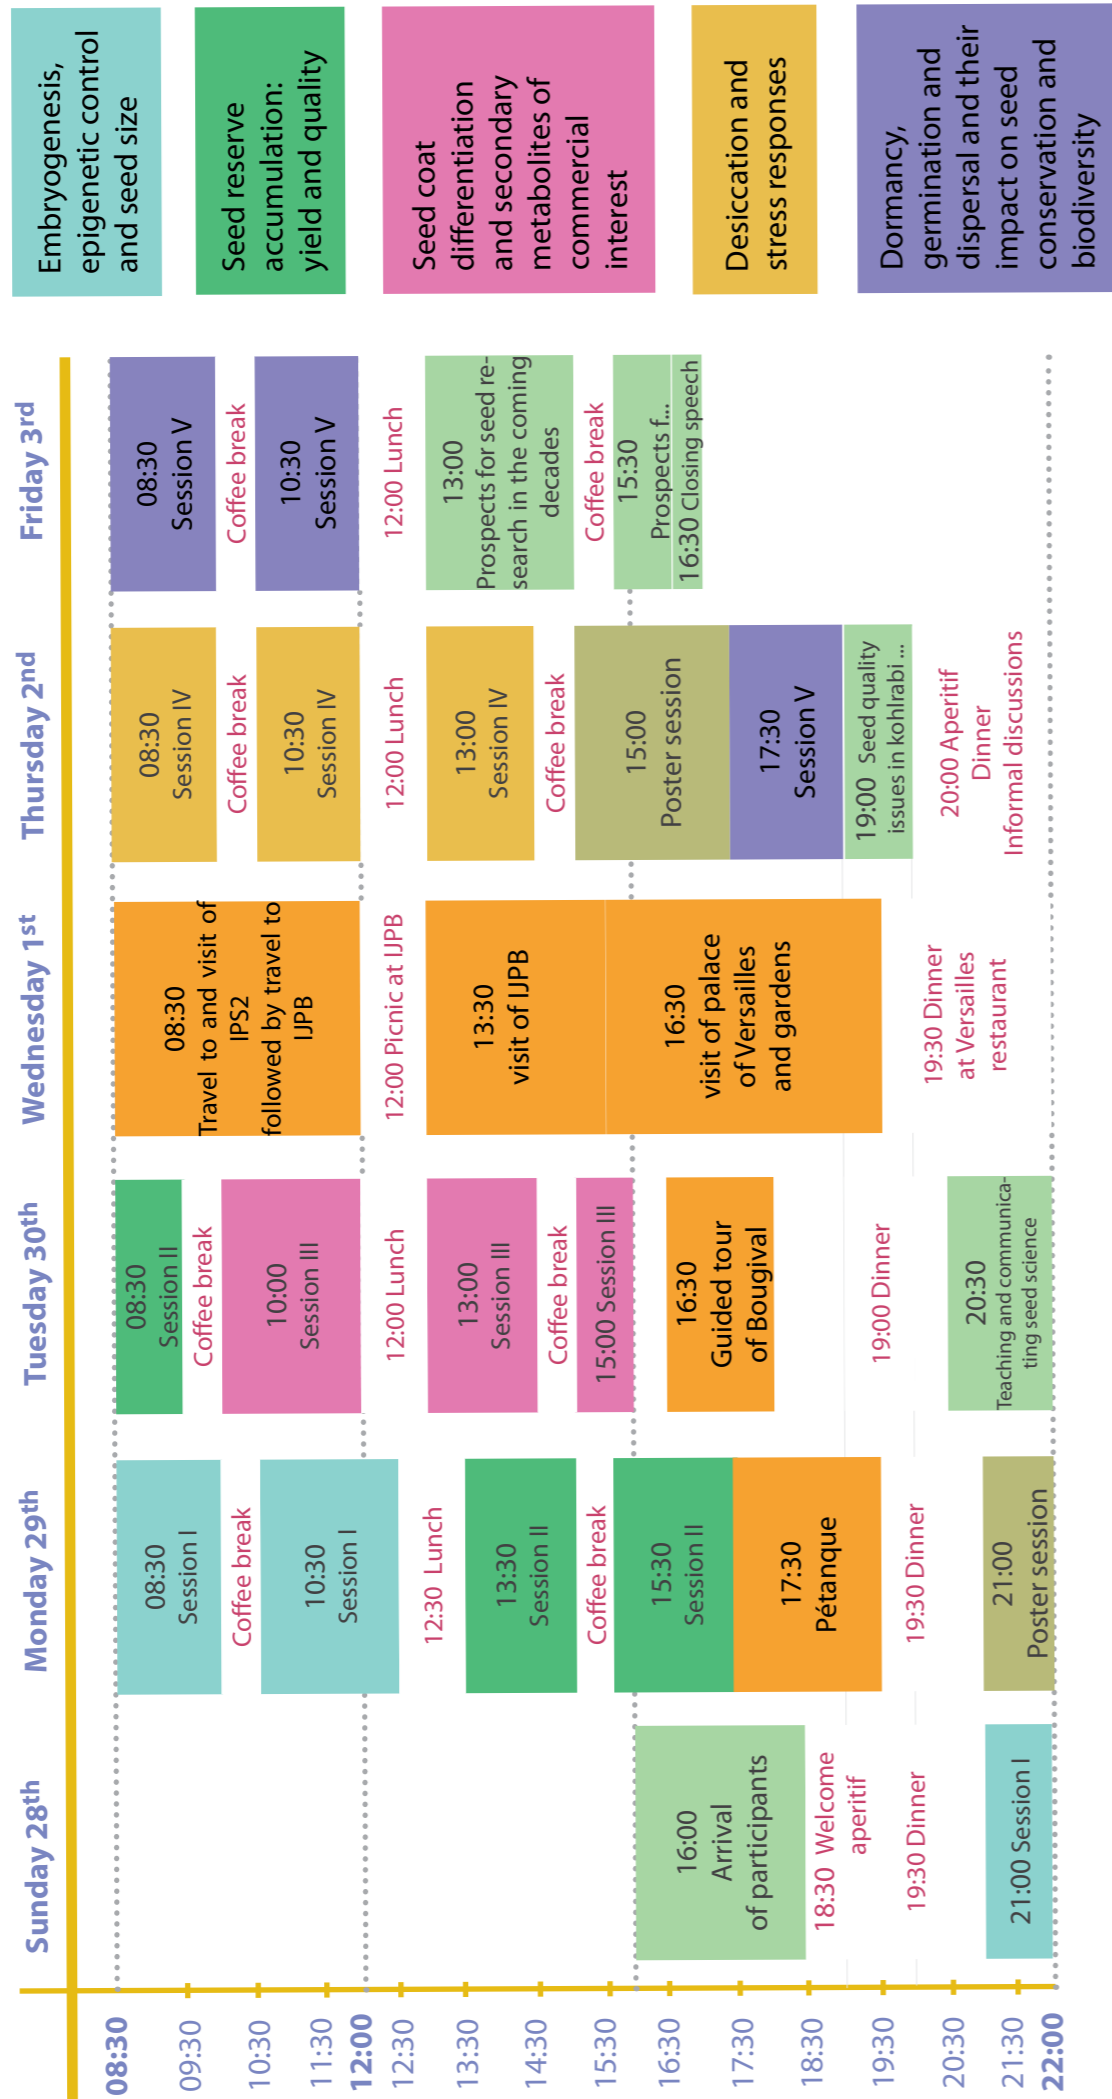 Sunday 28th
Monday 29th
Tuesday 30th
Wednesday 1st
Thursday 2nd
Friday 3rd
08:30
09:30
10:30
11:30
12:00
12:30
13:30
14:30
15:30
16:00
Arrival
of participants
18:30 Welcome
aperitif
19:30 Dinner
21:00 Session I
08:30
Session I
Coffee break
10:30
Session I
12:30 Lunch
13:30
Session II
Coffee break
15:30
Session II
17:30
Pétanque
19:30 Dinner
21:00
Poster session
08:30
Session II
Coffee break
10:00
Session III
12:00 Lunch
13:00
Session III
Coffee break
15:00 Session III
16:30
Guided tour
of Bougival
19:00 Dinner
20:30
Teaching and communica-
ting seed science
08:30
Travel to and visit of
IPS2
followed by travel to
IJPB
12:00 Picnic at IJPB
13:30
visit of IJPB
16:30
visit of palace
of Versailles
and gardens
19:30 Dinner
at Versailles
restaurant
08:30
Session IV
Coffee break
10:30
Session IV
12:00 Lunch
13:00
Session IV
Coffee break
15:00
Poster session
17:30
Session V
19:00 Seed quality
issues in kohlrabi ...
20:00 Aperitif
Dinner
Informal discussions
08:30
Session V
Coffee break
10:30
Session V
12:00 Lunch
13:00
Prospects for seed re-
search in the coming
decades
Coffee break
15:30
Prospects f...
16:30 Closing speech
17:30
18:30
19:30
20:30
21:30
22:00
Embryogenesis,
epigenetic control
and seed size
Seed reserve
accumulation:
yield and quality
Seed coat
differentiation
and secondary
metabolites of
commercial
interest
Desiccation and
stress responses
Dormancy,
germination and
dispersal and their
impact on seed
conservation and
biodiversity